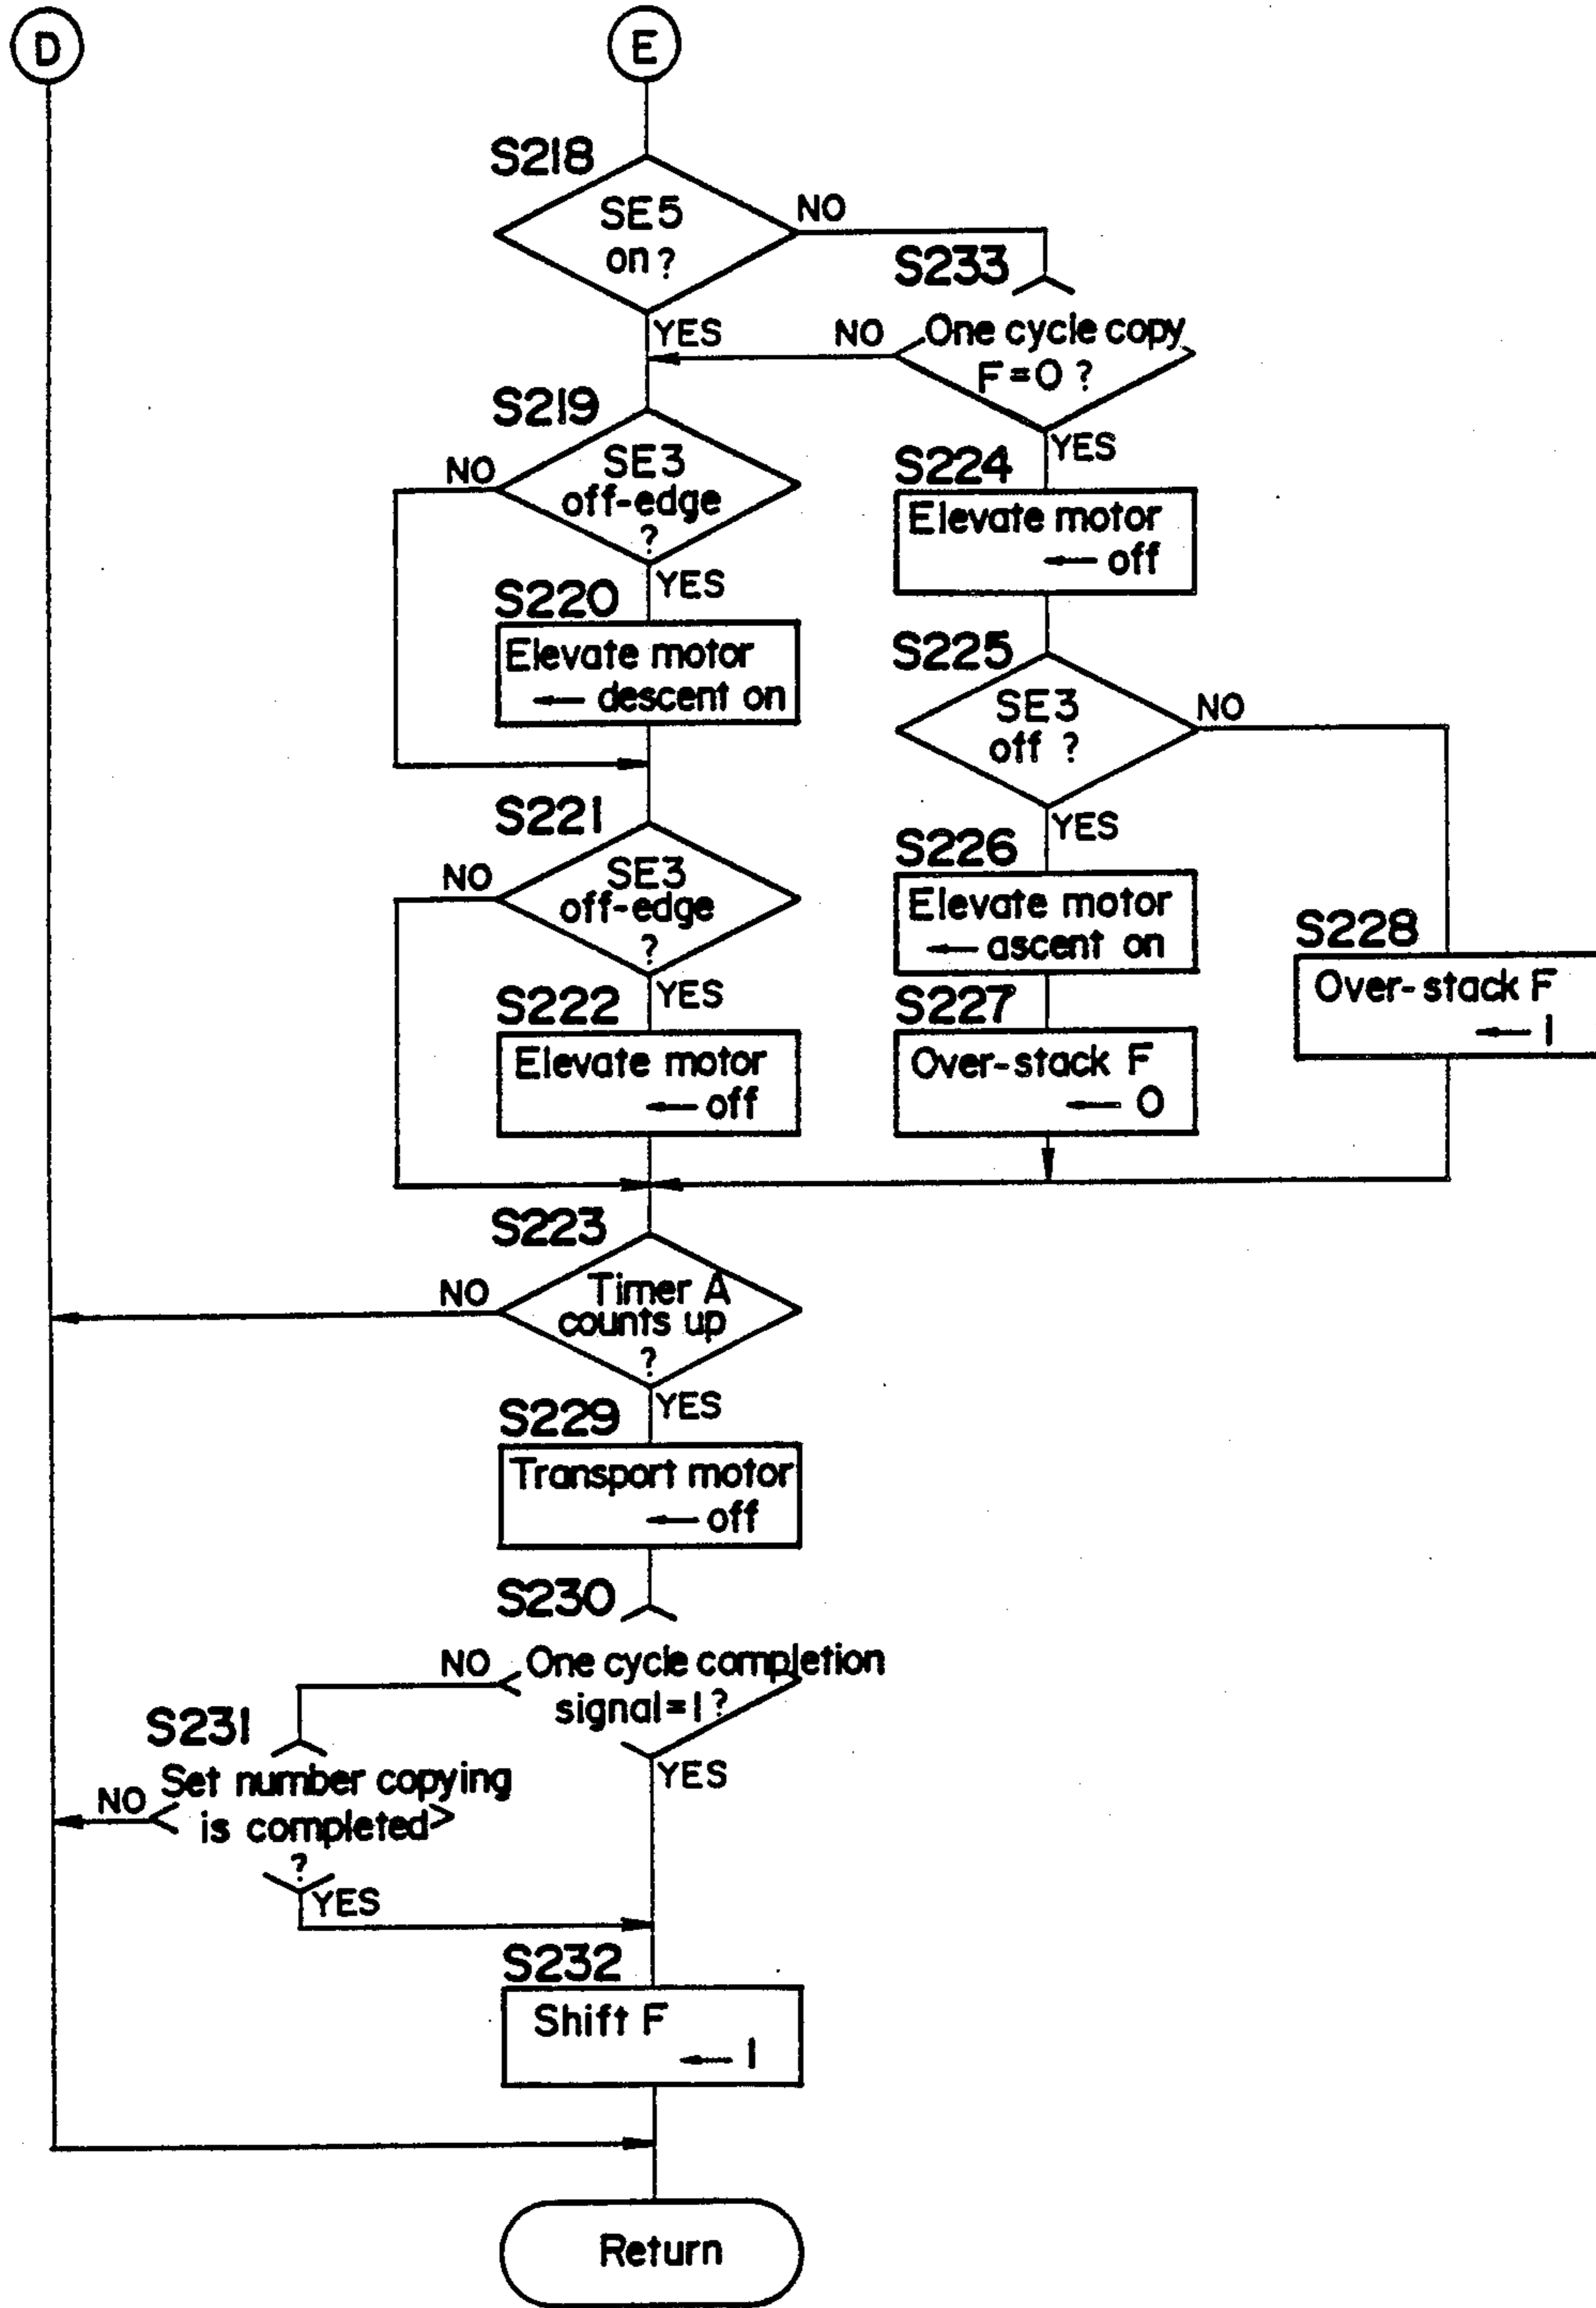 D
E
S218
SE5
on?
NO
S233
YES
NO
One cycle copy
F=0 ?
YES
S219
NO
SE3
off-edge
?
YES
S224
Elevate motor
← off
S220
Elevate motor
← descent on
S225
SE3
off ?
NO
YES
S221
NO
SE3
off-edge
?
YES
S226
Elevate motor
← ascent on
S228
Over-stack F
← 1
S222
Elevate motor
← off
S227
Over-stack F
← 0
S223
NO
Timer A
counts up
?
YES
S229
Transport motor
← off
S230
NO
One cycle completion
signal=1?
YES
S231
NO
Set number copying
is completed
?
YES
S232
Shift F
← 1
Return